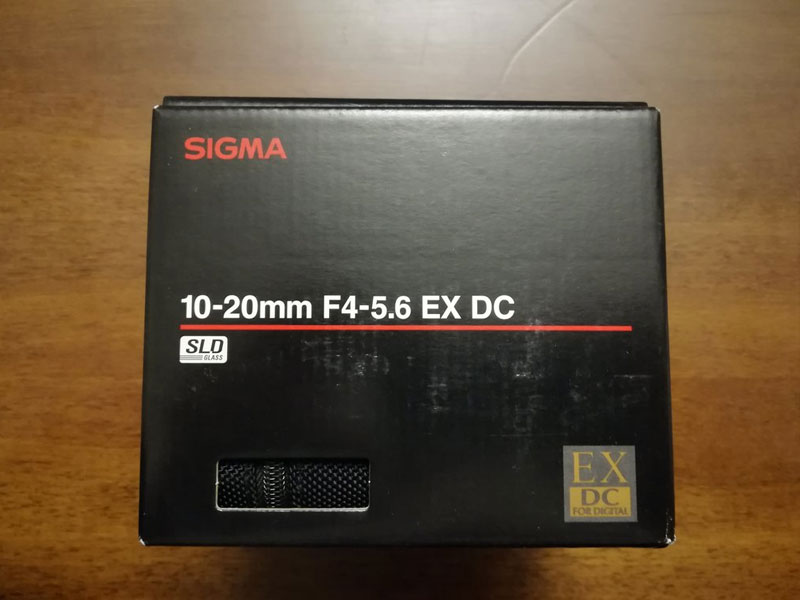 SIGMA
10-20mm F4-5.6 EX DC
SLD
GLASS
EX
DC
FOR DIGITAL